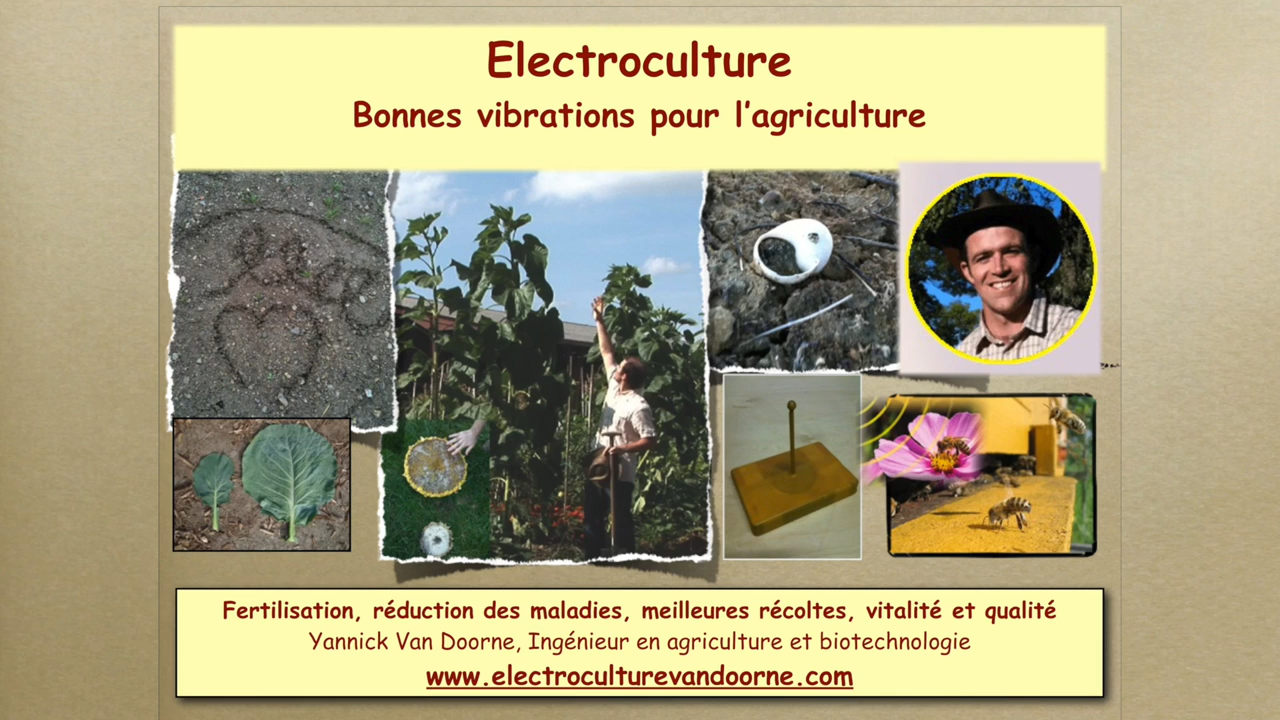 Electroculture
Bonnes vibrations pour l'agriculture
Fertilisation, réduction des maladies, meilleures récoltes, vitalité et qualité
Yannick Van Doorne, Ingénieur en agriculture et biotechnologie
www.electroculturevandoorne.com